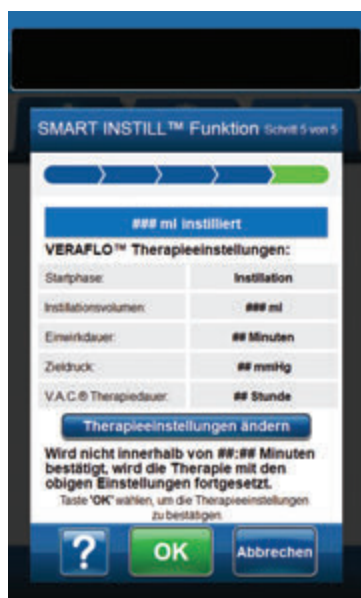 SMART INSTILL™ Funktion Schritt 5 von 5
### ml instilliert
VERAFLO™ Therapieeinstellungen:
Startphase: Instillation
Instillationsvolumen: ### ml
Einwirkdauer: ## Minuten
Zieldruck: ## mmHg
V.A.C.® Therapiedauer: ## Stunde
Therapieeinstellungen ändern
Wird nicht innerhalb
von ##:## Minuten
bestätigt, wird die Therapie mit den
obigen Einstellungen fortgesetzt.
Taste 'OK' wählen, um die Therapieeinstellungen
zu bestätigen.
? OK Abbrechen